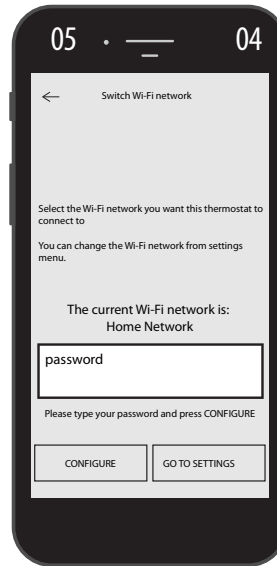 05 04
← Switch Wi-Fi network
Select the Wi-Fi network you want this thermostat to
connect to
You can change the Wi-Fi network from settings
menu.
The current Wi-Fi network is:
Home Network
password
Please type your password and press CONFIGURE
CONFIGURE GO TO SETTINGS